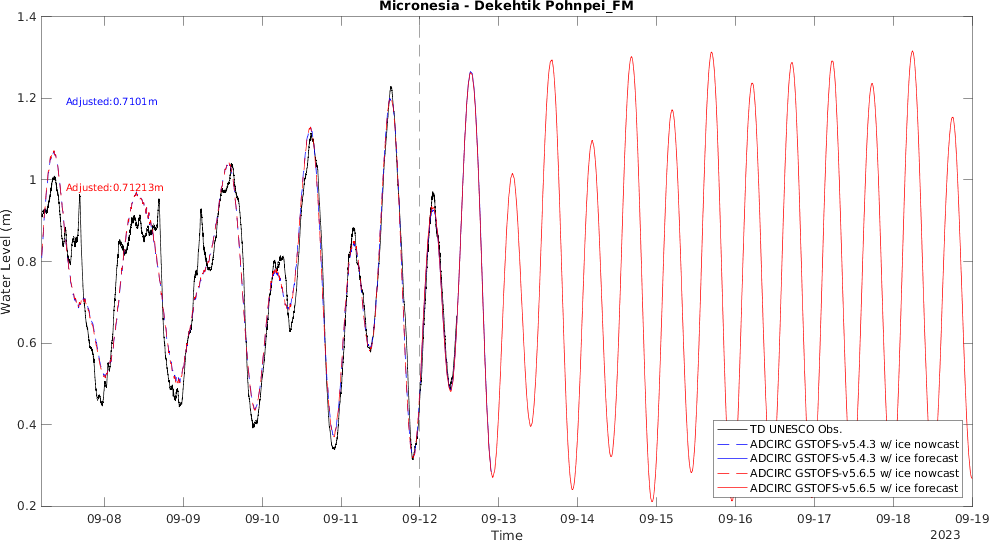 Micronesia - Dekehtik Pohnpei_FM
1.4
1.2
1
0.8
0.6
0.4
0.2
Water Level (m)
Adjusted:0.7101m
Adjusted:0.71213m
TD UNESCO Obs.
ADCIRC GSTOFS-v5.4.3 w/ ice nowcast
ADCIRC GSTOFS-v5.4.3 w/ ice forecast
ADCIRC GSTOFS-v5.6.5 w/ ice nowcast
ADCIRC GSTOFS-v5.6.5 w/ ice forecast
09-08 09-09 09-10 09-11 09-12 09-13 09-14 09-15 09-16 09-17 09-18 09-19
Time
2023